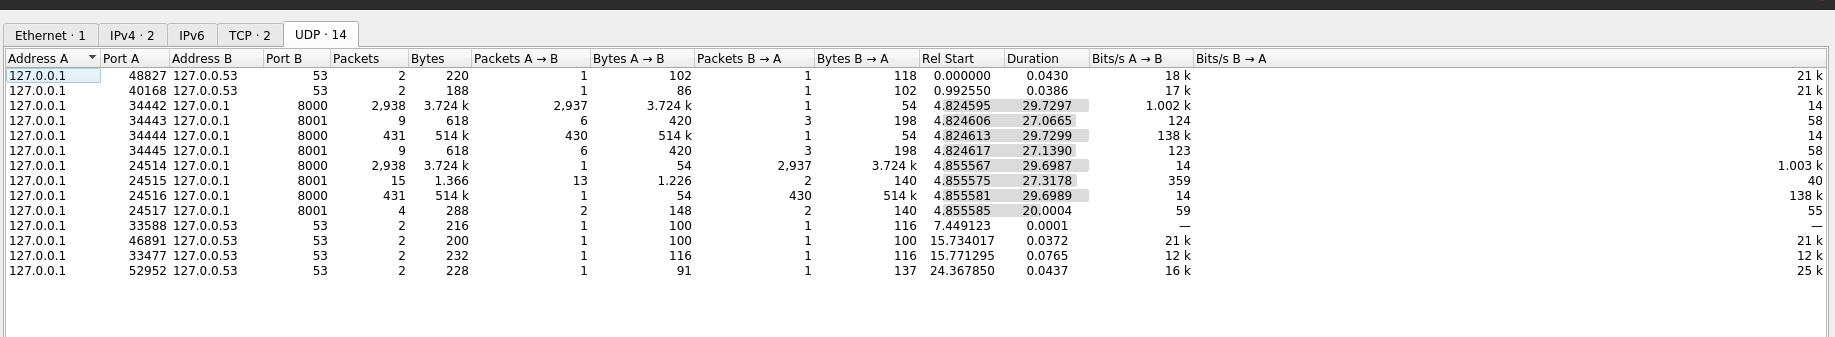 Ethernet · 1 IPv4 · 2 IPv6 TCP · 2 UDP · 14
Address A Port A Address B Port B Packets Bytes Packets A → B Bytes A → B Packets B → A Bytes B → A Rel Start Duration Bits/s A → B Bits/s B → A
127.0.0.1 48827 127.0.0.53 53 2 220 1 102 1 118 0.000000 0.0430 18 k 21 k
127.0.0.1 40168 127.0.0.53 53 2 188 1 86 1 102 0.992550 0.0386 17 k 21 k
127.0.0.1 34442 127.0.0.1 8000 2,938 3.724 k 2,937 3.724 k 1 54 4.824595 29.7297 1.002 k 14
127.0.0.1 34443 127.0.0.1 8001 9 618 6 420 3 198 4.824606 27.0665 124 58
127.0.0.1 34444 127.0.0.1 8000 431 514 k 430 514 k 1 54 4.824613 29.7299 138 k 14
127.0.0.1 34445 127.0.0.1 8001 9 618 6 420 3 198 4.824617 27.1390 123 58
127.0.0.1 24514 127.0.0.1 8000 2,938 3.724 k 1 54 2,937 3.724 k 4.855567 29.6987 14 1.003 k
127.0.0.1 24515 127.0.0.1 8001 15 1.366 13 1.226 2 140 4.855575 27.3178 359 40
127.0.0.1 24516 127.0.0.1 8000 431 514 k 1 54 430 514 k 4.855581 29.6989 14 138 k
127.0.0.1 24517 127.0.0.1 8001 4 288 2 148 2 140 4.855585 20.0004 59 55
127.0.0.1 33588 127.0.0.53 53 2 216 1 100 1 116 7.449123 0.0001 — —
127.0.0.1 46891 127.0.0.53 53 2 200 1 100 1 100 15.734017 0.0372 21 k 21 k
127.0.0.1 33477 127.0.0.53 53 2 232 1 116 1 116 15.771295 0.0765 12 k 12 k
127.0.0.1 52952 127.0.0.53 53 2 228 1 91 1 137 24.367850 0.0437 16 k 25 k